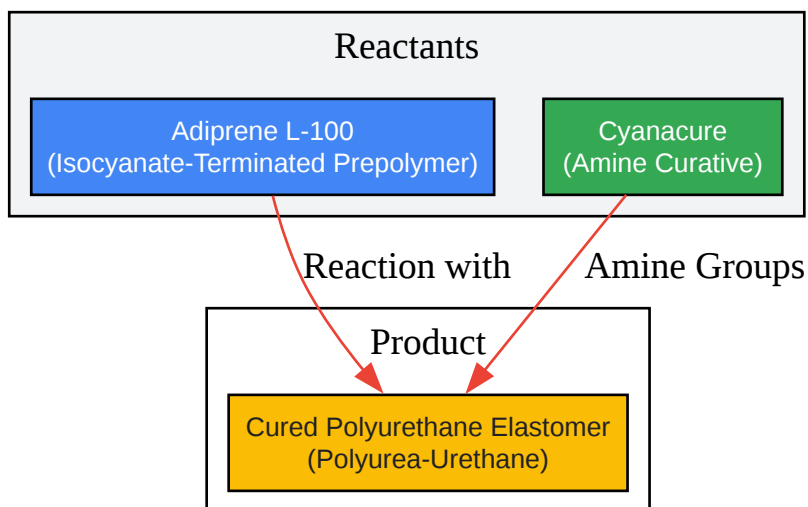 Reactants
Adiprene L-100
(Isocyanate-Terminated Prepolymer)
Cyanacure
(Amine Curative)
Reaction with
Amine Groups
Product
Cured Polyurethane Elastomer
(Polyurea-Urethane)